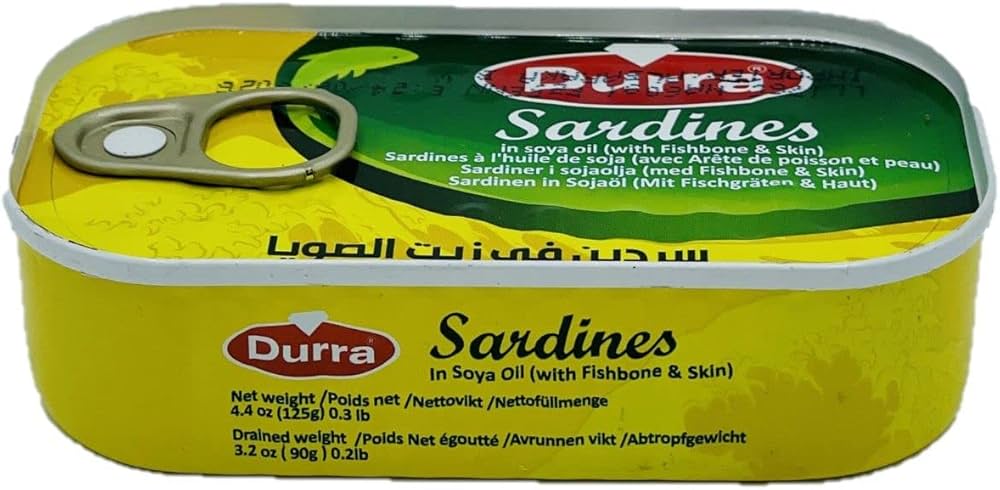 Durra®
Sardines
in soya oil (with Fishbone & Skin)
Sardines à l'huile de soja (avec Arête de poisson et peau)
Sardiner i sojaolja (med Fishbone & Skin)
Sardinen in Sojaöl (Mit Fischgräten & Haut)
سردين في زيت الصويا
Durra®
Sardines
In Soya Oil (with Fishbone & Skin)
Net weight /Poids net /Nettovikt /Nettofüllmenge
4.4 oz (125g) 0.3 lb
Drained weight /Poids Net égoutté /Avrunnen vikt /Abtropfgewicht
3.2 oz ( 90g ) 0.2lb